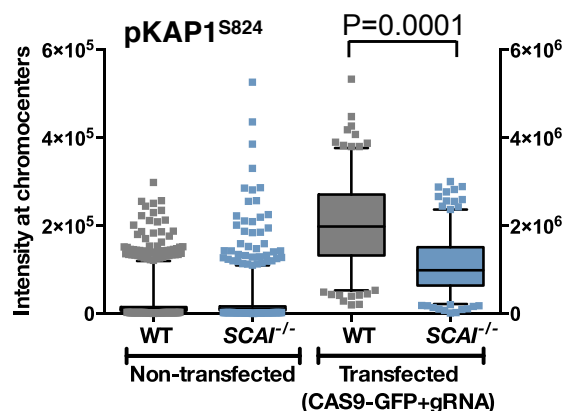 pKAP1S824
P=0.0001
Intensity at chromocenters
6×10⁵
4×10⁵
2×10⁵
0
6×10⁶
4×10⁶
2×10⁶
0
WT SCAI-/- WT SCAI-/-
Non-transfected Transfected
(CAS9-GFP+gRNA)